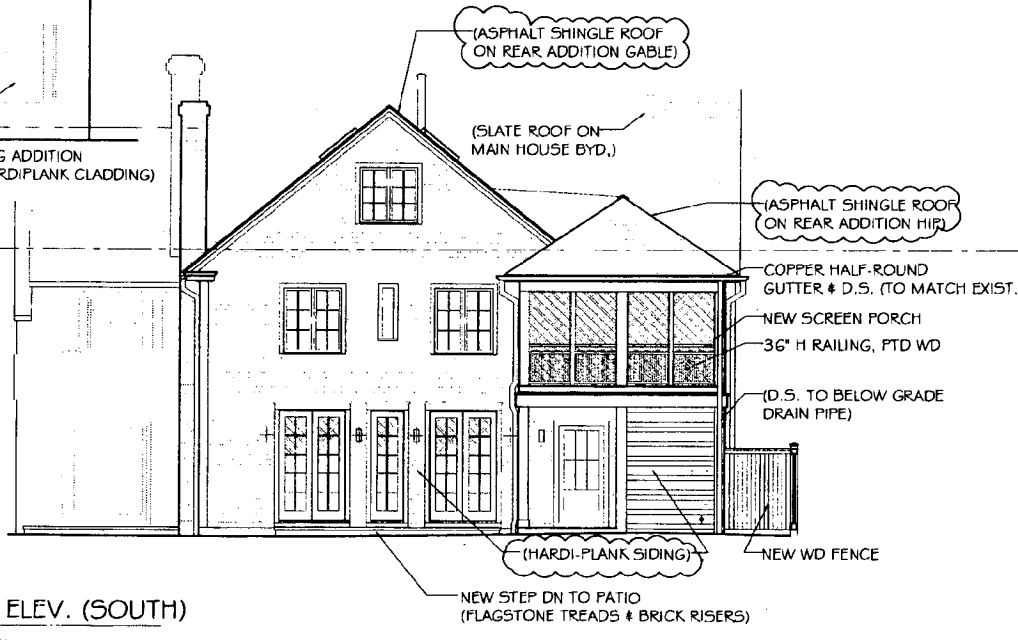 (ASPHALT SHINGLE ROOF
ON REAR ADDITION GABLE)
(SLATE ROOF ON
MAIN HOUSE BYD,)
G ADDITION
RDIPLANK CLADDING)
(ASPHALT SHINGLE ROOF
ON REAR ADDITION HIP)
COPPER HALF-ROUND
GUTTER & D.S. (TO MATCH EXIST.
NEW SCREEN PORCH
36" H RAILING, PTD WD
(D.S. TO BELOW GRADE
DRAIN PIPE)
(HARDI-PLANK SIDING)
NEW WD FENCE
NEW STEP DN TO PATIO
(FLAGSTONE TREADS & BRICK RISERS)
ELEV. (SOUTH)